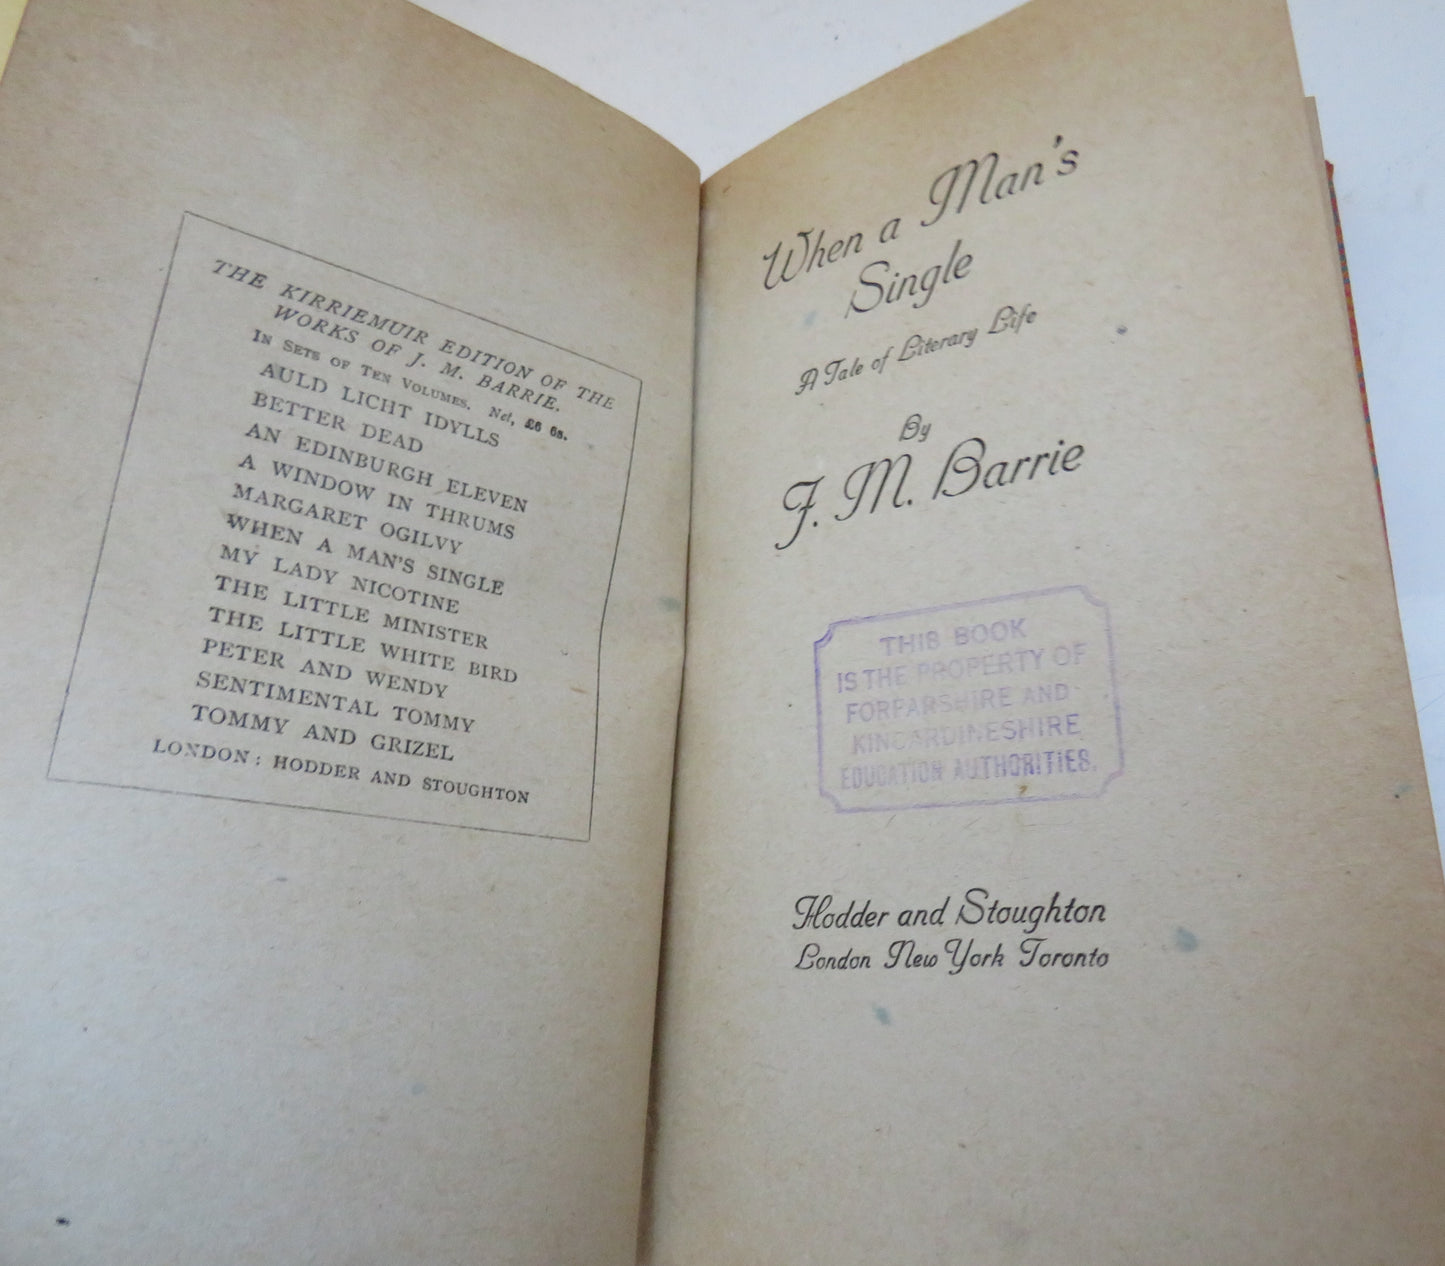 THE KIRRIEMUIR EDITION OF THE
WORKS OF J. M. BARRIE.
IN SETS OF TEN VOLUMES. Net, £6 6s.
AULD LICHT IDYLLS
BETTER DEAD
AN EDINBURGH ELEVEN
A WINDOW IN THRUMS
MARGARET OGILVY
WHEN A MAN'S SINGLE
MY LADY NICOTINE
THE LITTLE MINISTER
THE LITTLE WHITE BIRD
PETER AND WENDY
SENTIMENTAL TOMMY
TOMMY AND GRIZEL
LONDON: HODDER AND STOUGHTON
When a Man's
Single
A Tale of Literary Life
By
J. M. Barrie
THIS BOOK
IS THE PROPERTY OF
FORFARSHIRE AND
KINCARDINESHIRE
EDUCATION AUTHORITIES.
Hodder and Stoughton
London New York Toronto